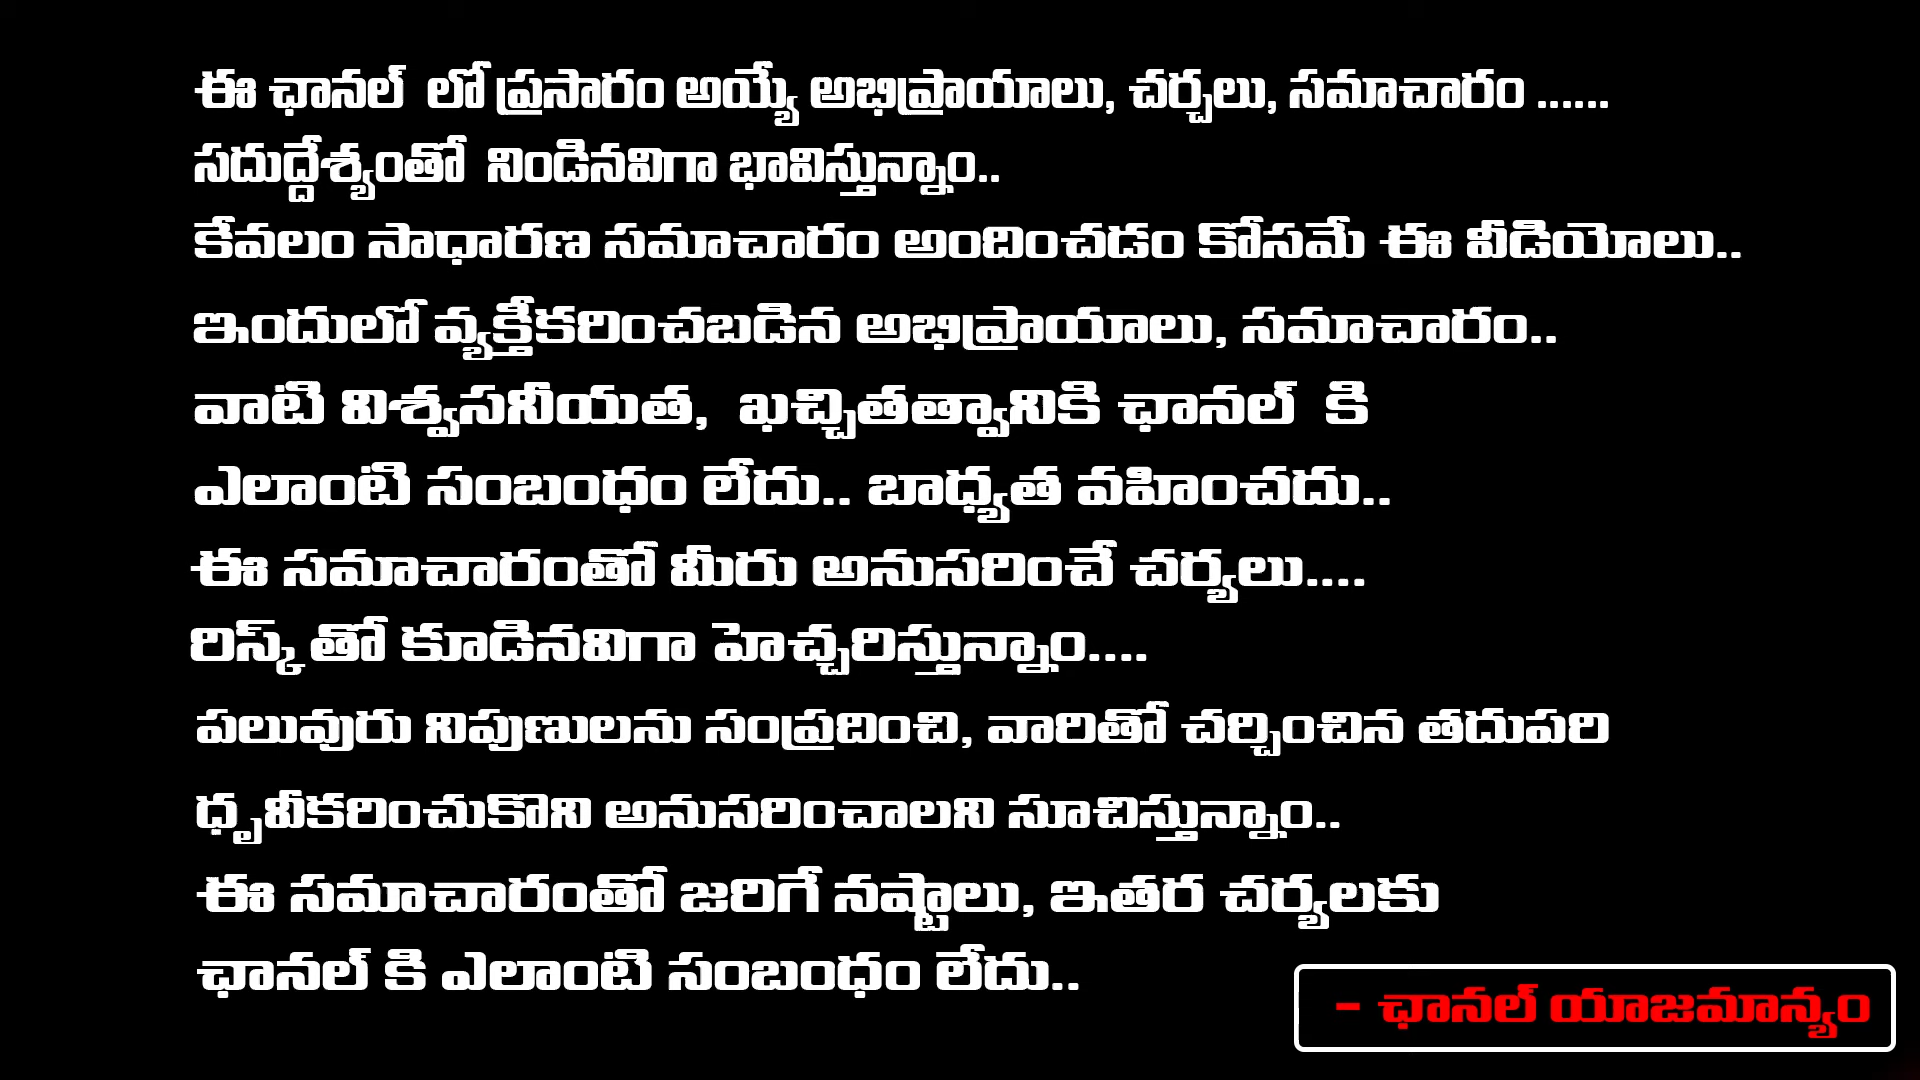 ఈ ఛానల్ లో ప్రసారం అయ్యే అభిప్రాయాలు, చర్చలు, సమాచారం ......
సదుద్దేశ్యంతో నిండినవిగా భావిస్తున్నాం..
కేవలం సాధారణ సమాచారం అందించడం కోసమే ఈ వీడియోలు..
ఇందులో వ్యక్తీకరించబడిన అభిప్రాయాలు, సమాచారం..
వాటి విశ్వసనీయత, ఖచ్చితత్వానికి ఛానల్ కి
ఎలాంటి సంబంధం లేదు.. బాధ్యత వహించదు..
ఈ సమాచారంతో మీరు అనుసరించే చర్యలు....
రిస్క్ తో కూడినవిగా హెచ్చరిస్తున్నాం....
పలువురు నిపుణులను సంప్రదించి, వారితో చర్చించిన తదుపరి
ధృవీకరించుకొని అనుసరించాలని సూచిస్తున్నాం..
ఈ సమాచారంతో జరిగే నష్టాలు, ఇతర చర్యలకు
ఛానల్ కి ఎలాంటి సంబంధం లేదు..
- ఛానల్ యాజమాన్యం